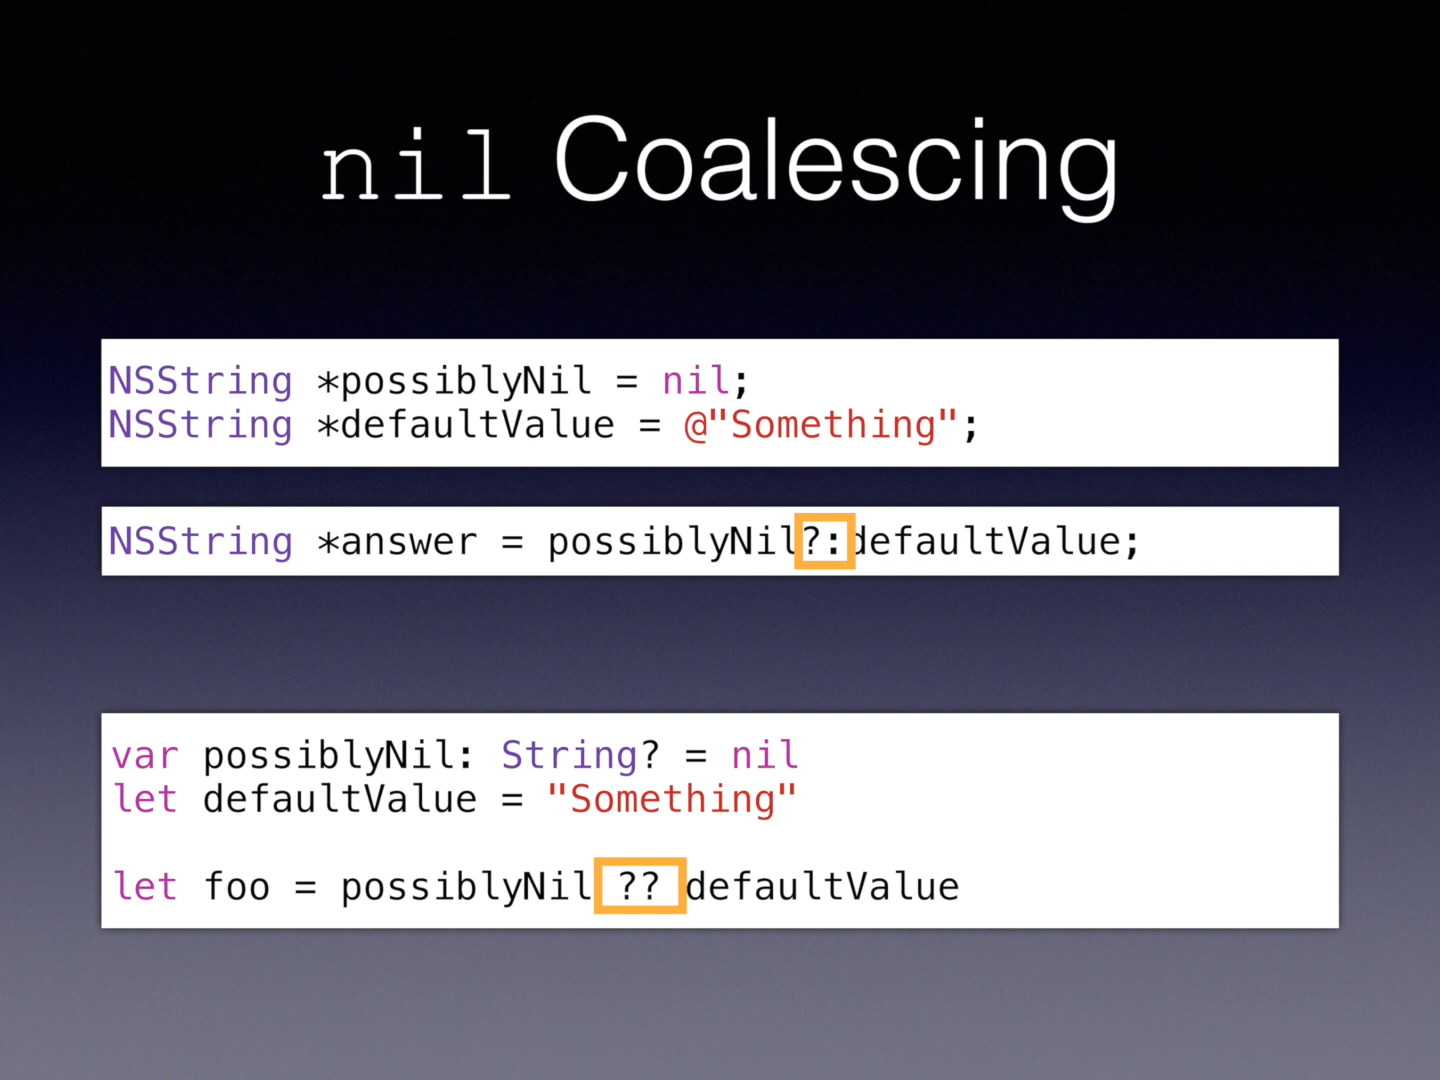 nil Coalescing
NSString *possiblyNil = nil;
NSString *defaultValue = @"Something";
NSString *answer = possiblyNil?:defaultValue;
var possiblyNil: String? = nil
let defaultValue = "Something"
let foo = possiblyNil ?? defaultValue